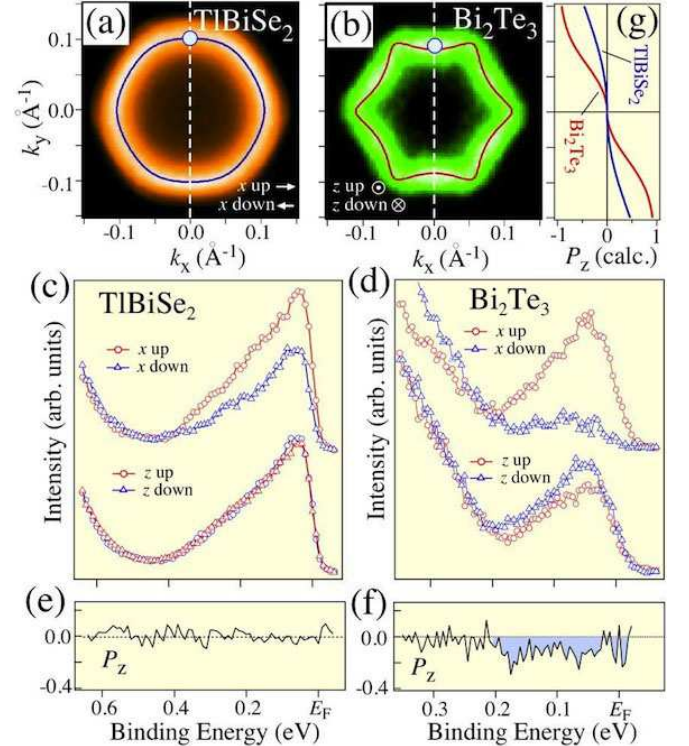 (a) TlBiSe2
0.1
0.0
-0.1
ky (Å-1)
x up →
x down ←
-0.1 0.0 0.1
kx (Å-1)
(b) Bi2Te3
z up ⊙
z down ⊗
-0.1 0.0 0.1
kx (Å-1)
(g)
TlBiSe2
Bi2Te3
-1 0 1
Pz (calc.)
(c)
TlBiSe2
x up
x down
z up
z down
Intensity (arb. units)
(d)
Bi2Te3
x up
x down
z up
z down
Intensity (arb. units)
(e)
0.0
-0.4
Pz
0.6 0.4 0.2 EF
Binding Energy (eV)
(f)
0.0
-0.4
Pz
0.3 0.2 0.1 EF
Binding Energy (eV)